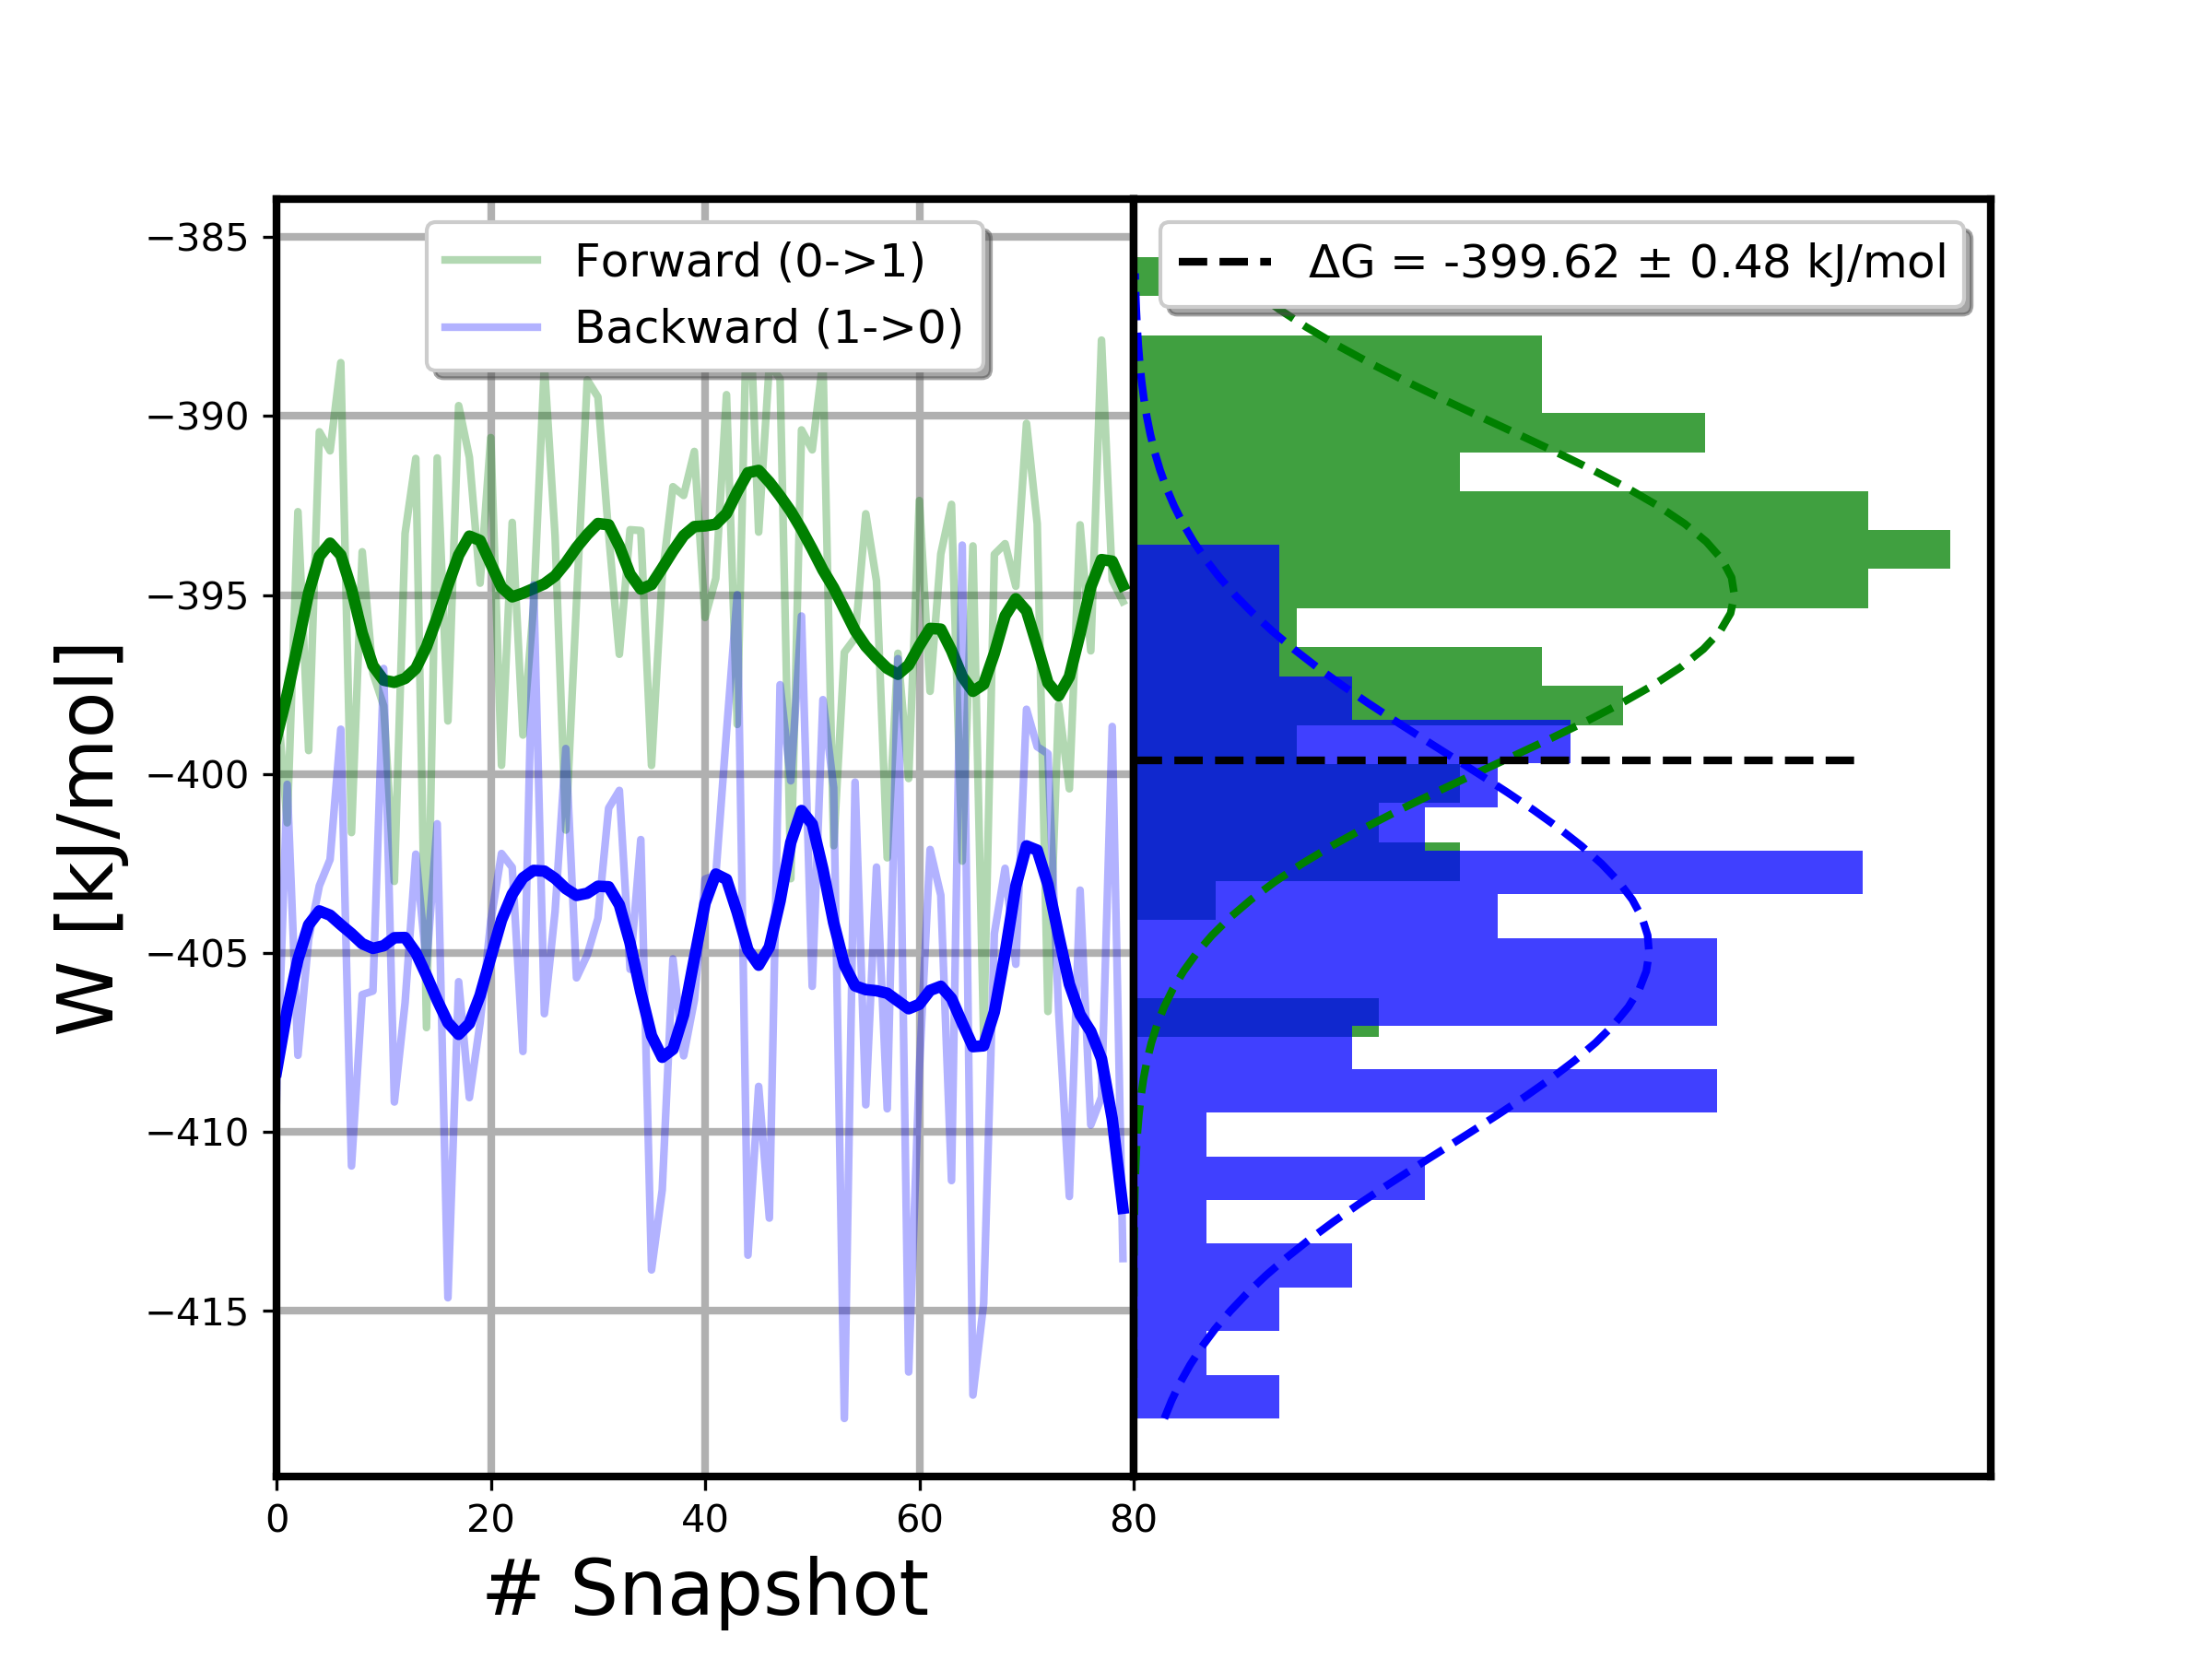 Forward (0->1)
Backward (1->0)
ΔG = -399.62 ± 0.48 kJ/mol
−385
−390
−395
−400
−405
−410
−415
W [kJ/mol]
0 20 40 60 80
# Snapshot